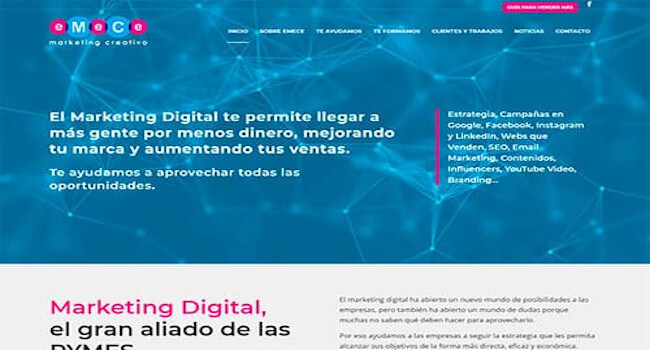 eMeCe
marketing creativo
GUÍA PARA VENDER MÁS
f
INICIO SOBRE EMECE TE AYUDAMOS TE FORMAMOS CLIENTES Y TRABAJOS NOTICIAS CONTACTO
El Marketing Digital te permite llegar a
más gente por menos dinero, mejorando
tu marca y aumentando tus ventas.
Te ayudamos a aprovechar todas las
oportunidades.
Estrategia, Campañas en
Google, Facebook, Instagram
y LinkedIn, Webs que
Venden, SEO, Email
Marketing, Contenidos,
Influencers, YouTube Video,
Branding...
Marketing Digital,
el gran aliado de las
PYMES
El marketing digital ha abierto un nuevo mundo de posibilidades a las
empresas, pero también ha abierto un mundo de dudas porque
muchas no saben qué deben hacer para aprovecharlo.
Por eso ayudamos a las empresas a seguir la estrategia que les permita
alcanzar sus objetivos de la forma más directa, eficaz y económica.